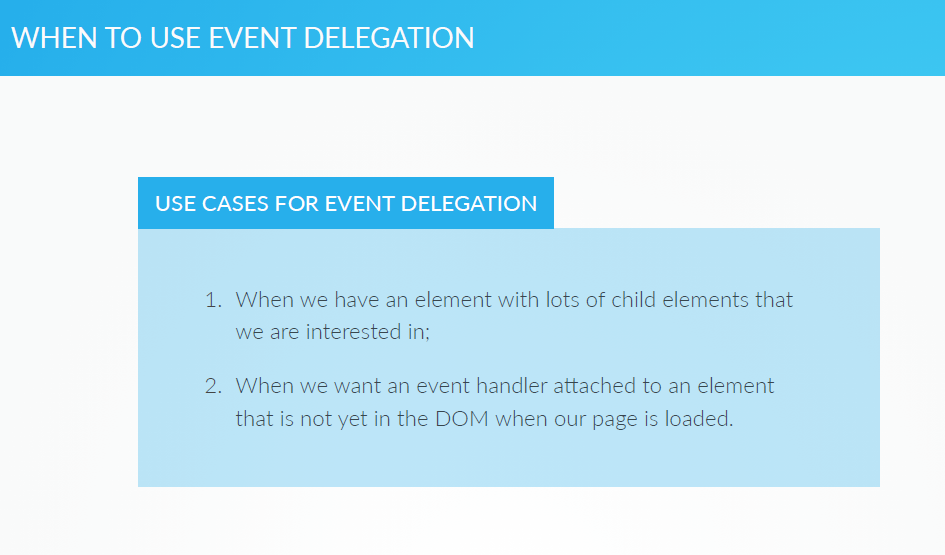 WHEN TO USE EVENT DELEGATION
USE CASES FOR EVENT DELEGATION
1. When we have an element with lots of child elements that
we are interested in;
2. When we want an event handler attached to an element
that is not yet in the DOM when our page is loaded.